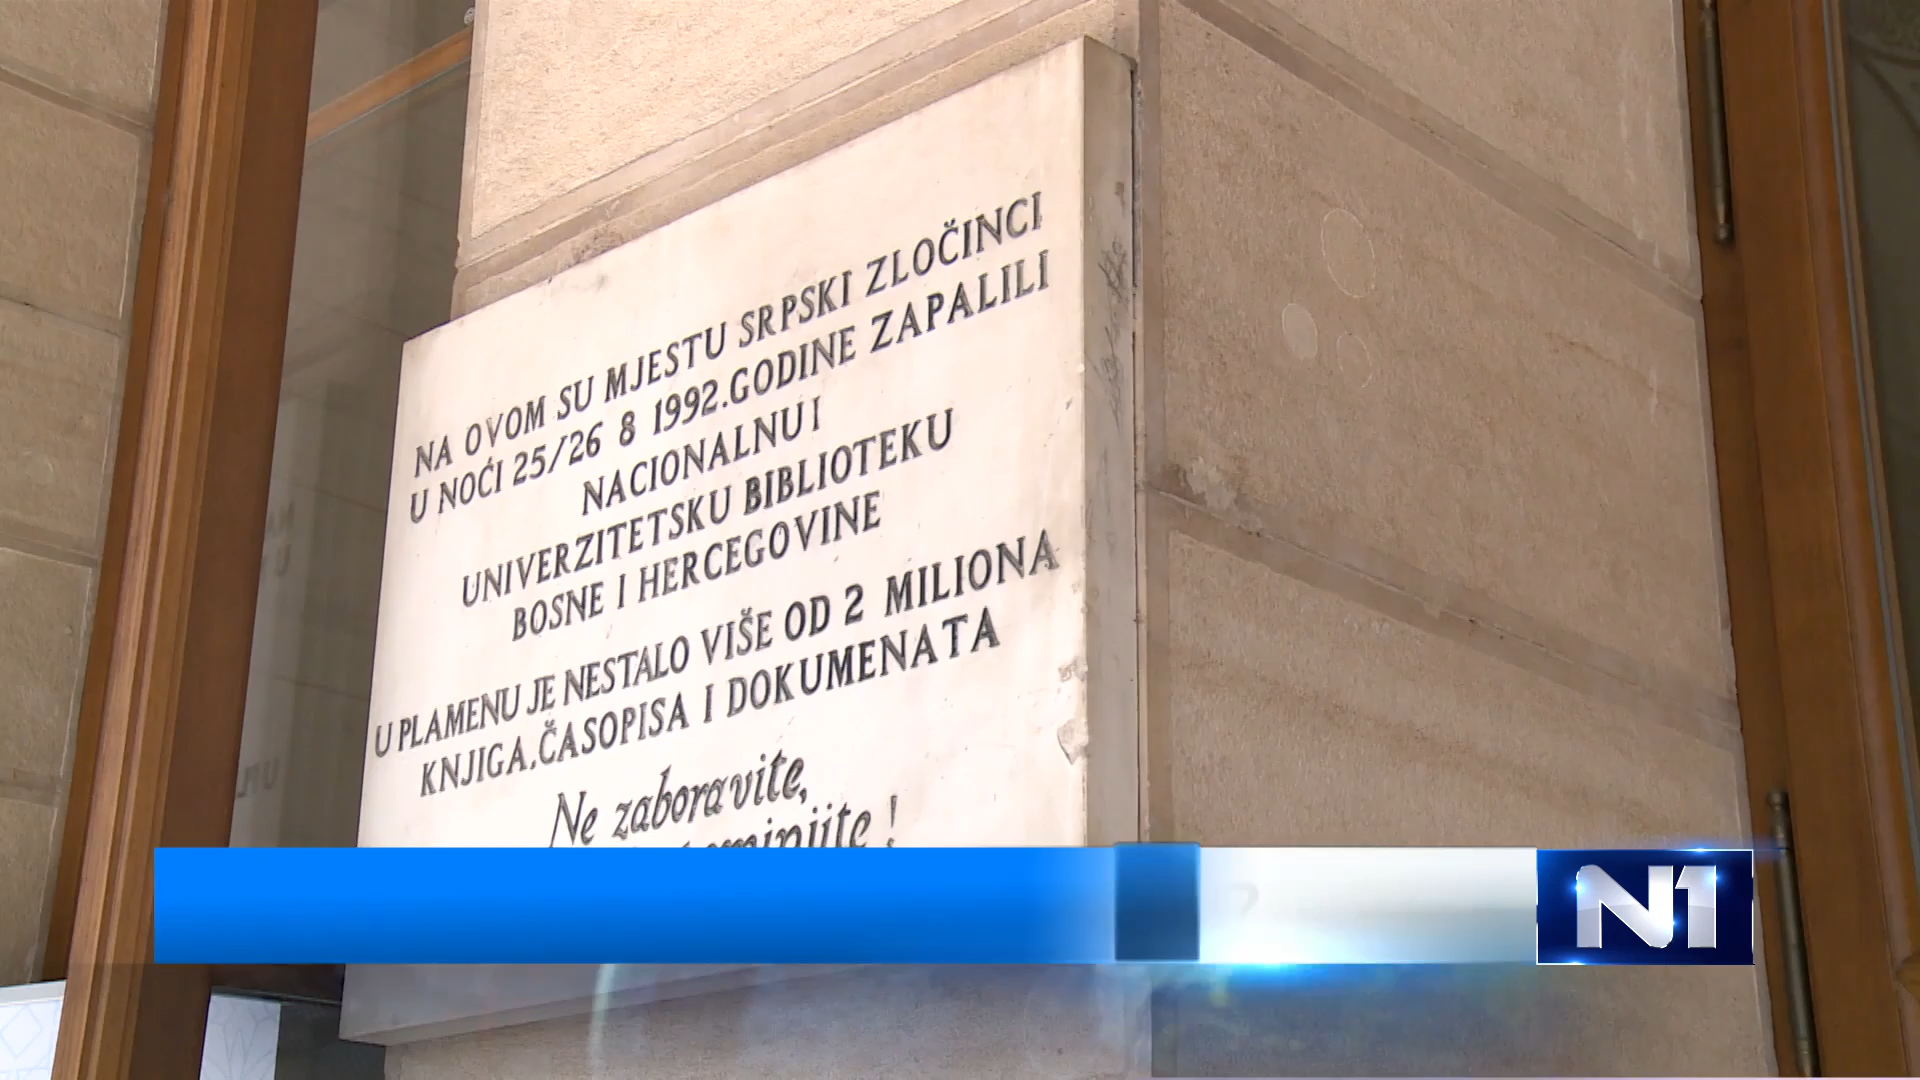 NA OVOM SU MJESTU SRPSKI ZLOČINCI
U NOĆI 25/26 8 1992.GODINE ZAPALILI
NACIONALNU I
UNIVERZITETSKU BIBLIOTEKU
BOSNE I HERCEGOVINE
U PLAMENU JE NESTALO VIŠE OD 2 MILIONA
KNJIGA,ČASOPISA I DOKUMENATA
Ne zaboravite,
N1